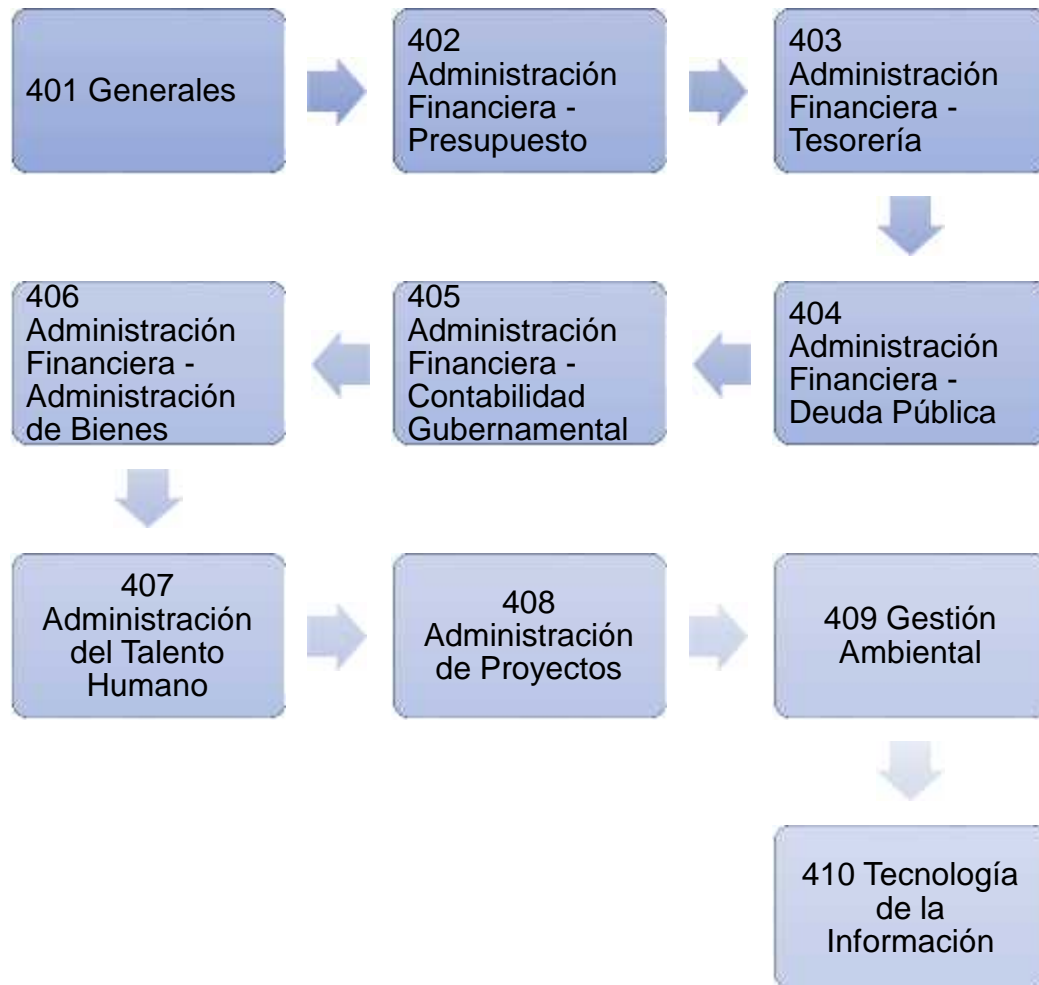 401 Generales
402
Administración
Financiera -
Presupuesto
403
Administración
Financiera -
Tesorería
404
Administración
Financiera -
Deuda Pública
405
Administración
Financiera -
Contabilidad
Gubernamental
406
Administración
Financiera -
Administración
de Bienes
407
Administración
del Talento
Humano
408
Administración
de Proyectos
409 Gestión
Ambiental
410 Tecnología
de la
Información